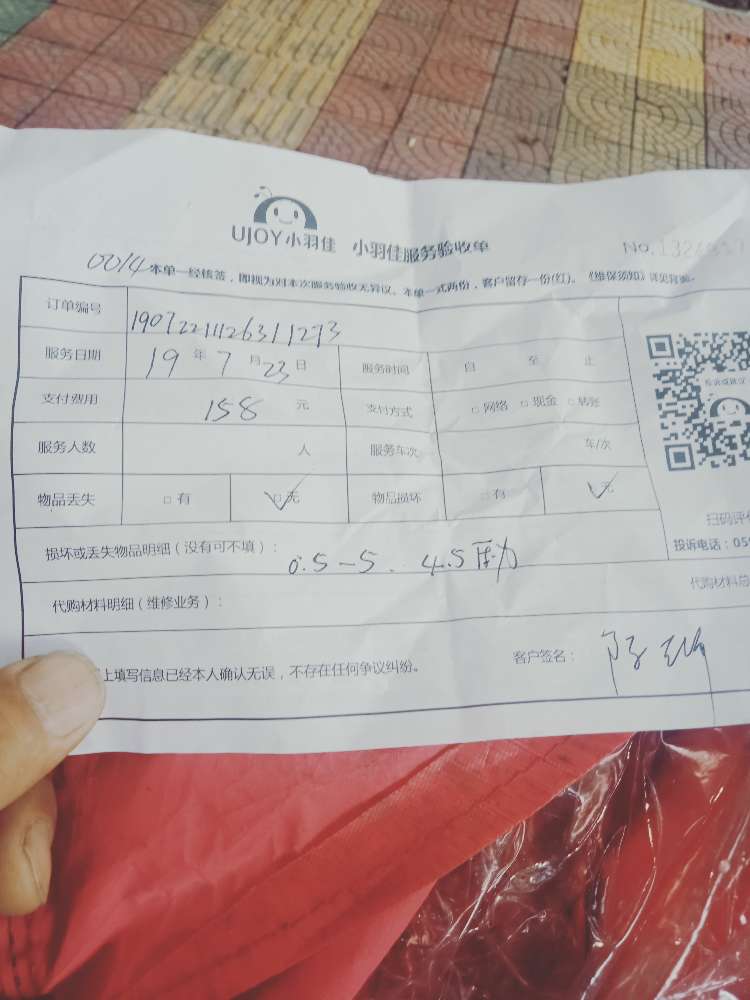 UJOY小羽佳 小羽佳服务验收单
No.132
0014 本单一经核签，即视为对本次服务验收无异议。本单一式两份，客户留存一份(红)。《维保须知》详见背面。
订单编号 1907221112631 1273
服务日期 19 年 7 月 23 日 服务时间 自 至 止
支付费用 158 元 支付方式 □ 网络 □ 现金 □ 转账
服务人数 人 服务车次 车/次
物品丢失 □ 有 □ 无 物品损坏 □ 有 □ 无
扫码评价
损坏或丢失物品明细（没有可不填）： 0.5-5. 4.5压力
投诉电话：05
代购材料明细（维修业务）： 代购材料总
上填写信息已经本人确认无误，不存在任何争议纠纷。 客户签名：